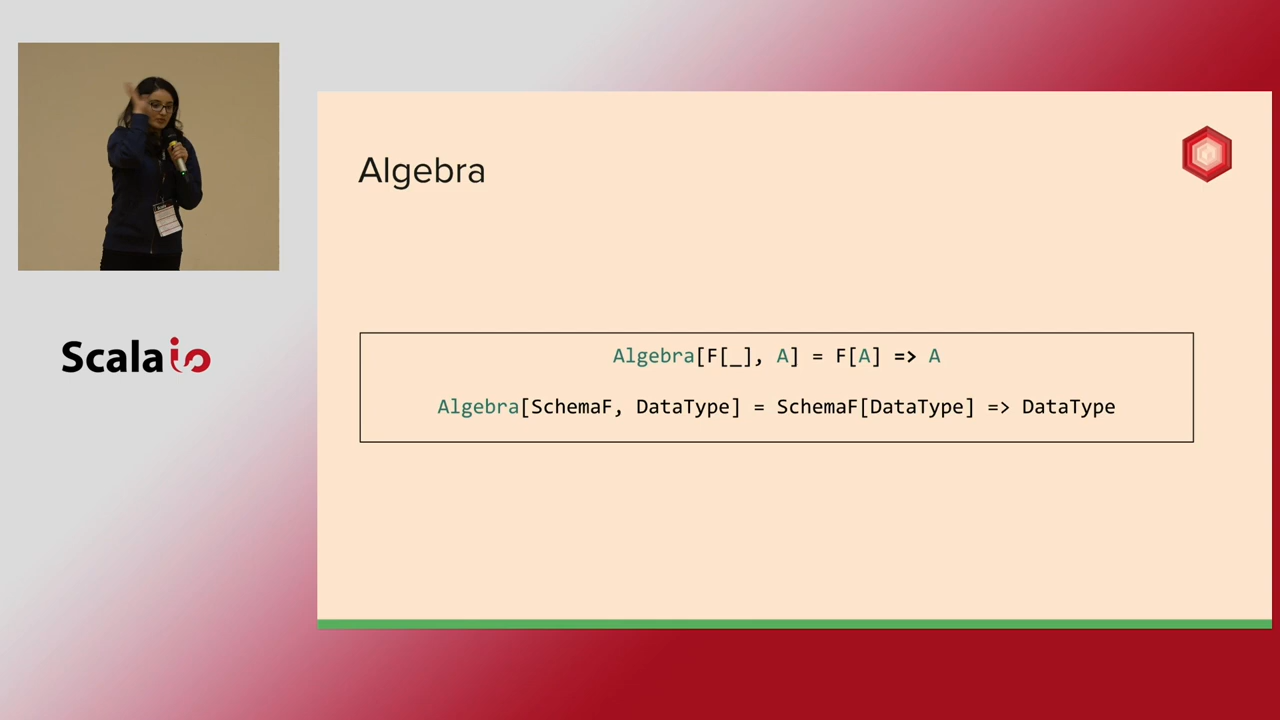 Algebra
Algebra[F[_], A] = F[A] => A
Algebra[SchemaF, DataType] = SchemaF[DataType] => DataType
Scalaio